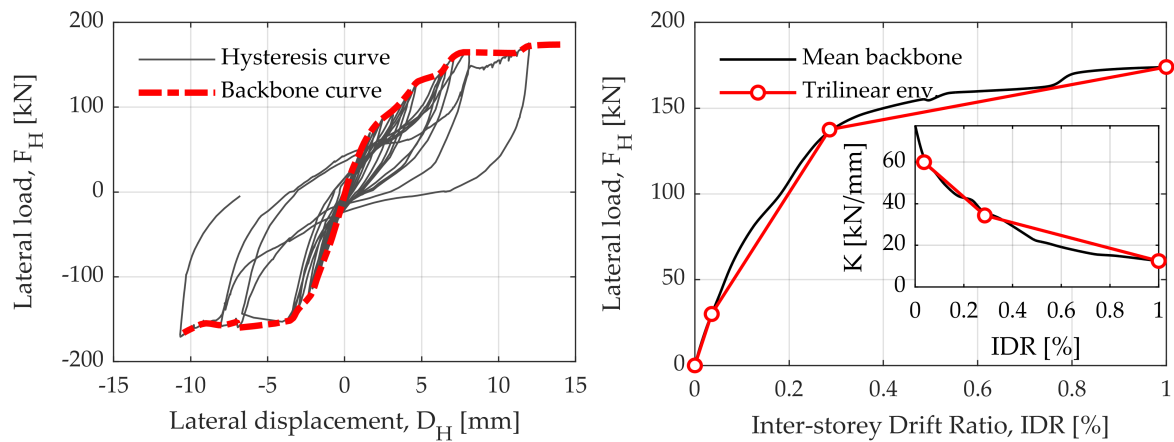 200
100
0
-100
-200
Lateral load, F_H [kN]
Hysteresis curve
Backbone curve
-15 -10 -5 0 5 10 15
Lateral displacement, D_H [mm]
200
150
100
50
0
Lateral load, F_H [kN]
Mean backbone
Trilinear env.
60
40
20
0
K [kN/mm]
0 0.2 0.4 0.6 0.8 1
IDR [%]
0 0.2 0.4 0.6 0.8 1
Inter-storey Drift Ratio, IDR [%]